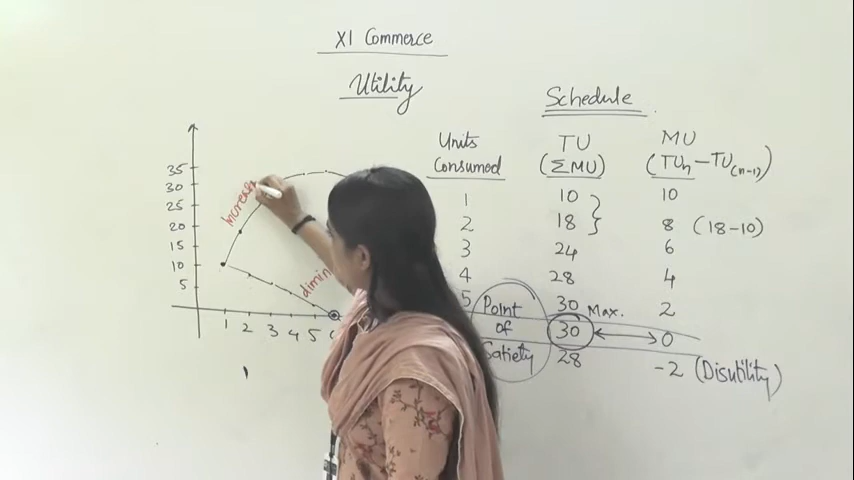 XI Commerce
Utility
Schedule
Units Consumed TU (ΣMU) MU (TUn – TU(n-1))
1 10 10
2 18 8 (18-10)
3 24 6
4 28 4
5 30 Max. 2
30 0
28 -2 (Disutility)
Point
of
Satiety
35
30
25
20
15
10
5
1 2 3 4 5